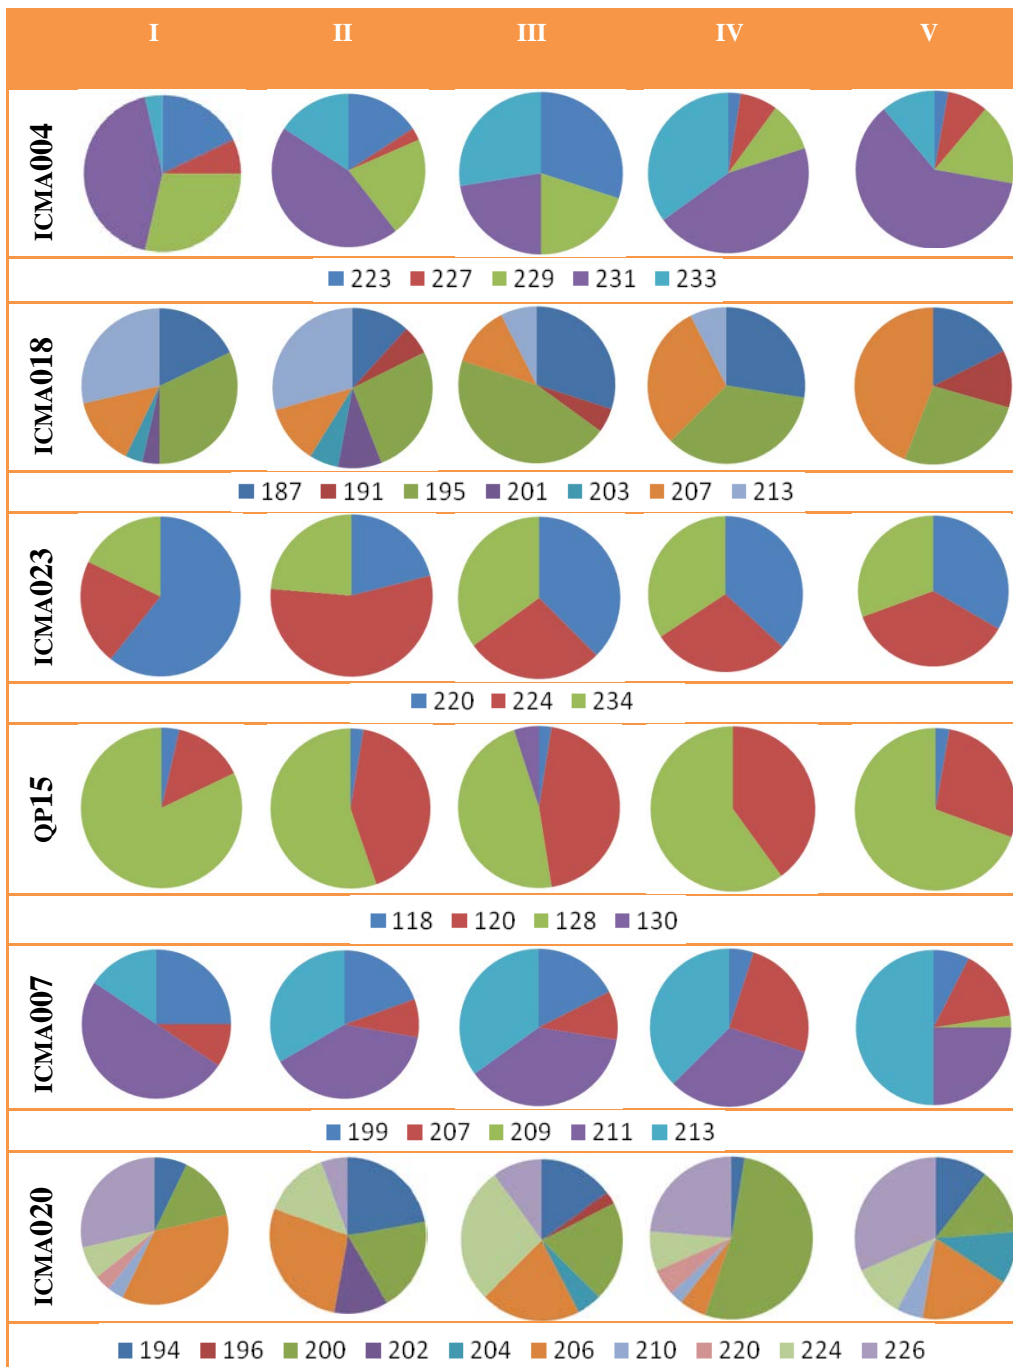 I II III IV V
ICMA004
223 227 229 231 233
ICMA018
187 191 195 201 203 207 213
ICMA023
220 224 234
QP15
118 120 128 130
ICMA007
199 207 209 211 213
ICMA020
194 196 200 202 204 206 210 220 224 226